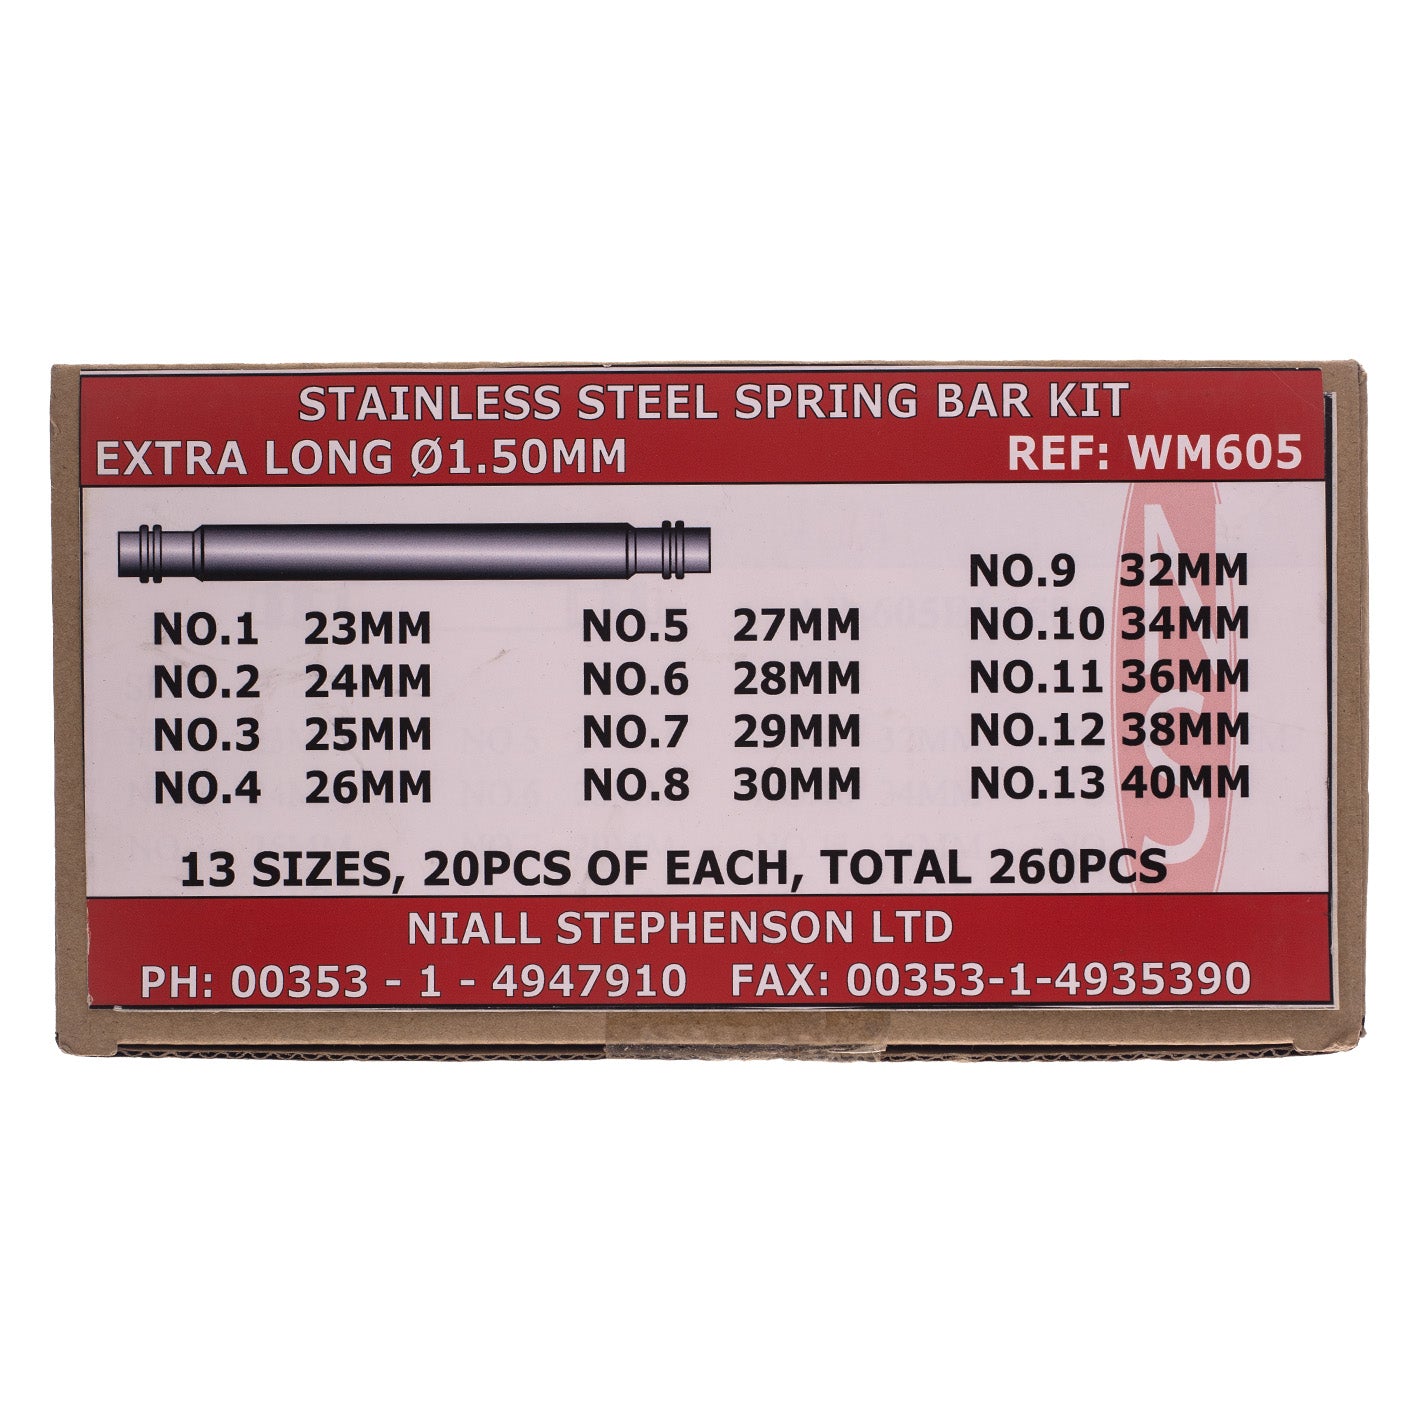 STAINLESS STEEL SPRING BAR KIT
EXTRA LONG Ø1.50MM REF: WM605
NO.1 23MM
NO.2 24MM
NO.3 25MM
NO.4 26MM
NO.5 27MM
NO.6 28MM
NO.7 29MM
NO.8 30MM
NO.9 32MM
NO.10 34MM
NO.11 36MM
NO.12 38MM
NO.13 40MM
NS
13 SIZES, 20PCS OF EACH, TOTAL 260PCS
NIALL STEPHENSON LTD
PH: 00353 - 1 - 4947910 FAX: 00353-1-4935390